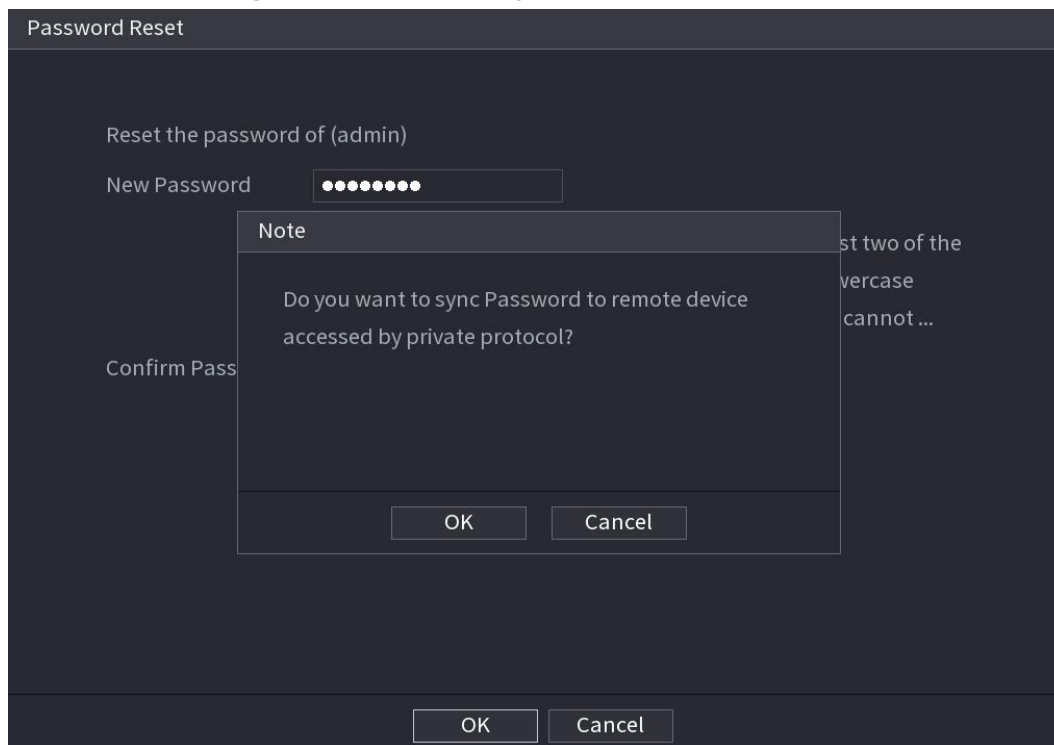 Password Reset
Reset the password of (admin)
New Password ●●●●●●●●
Note
st two of the
Do you want to sync Password to remote device
accessed by private protocol?
cannot ...
Confirm Pass
OK Cancel
OK Cancel